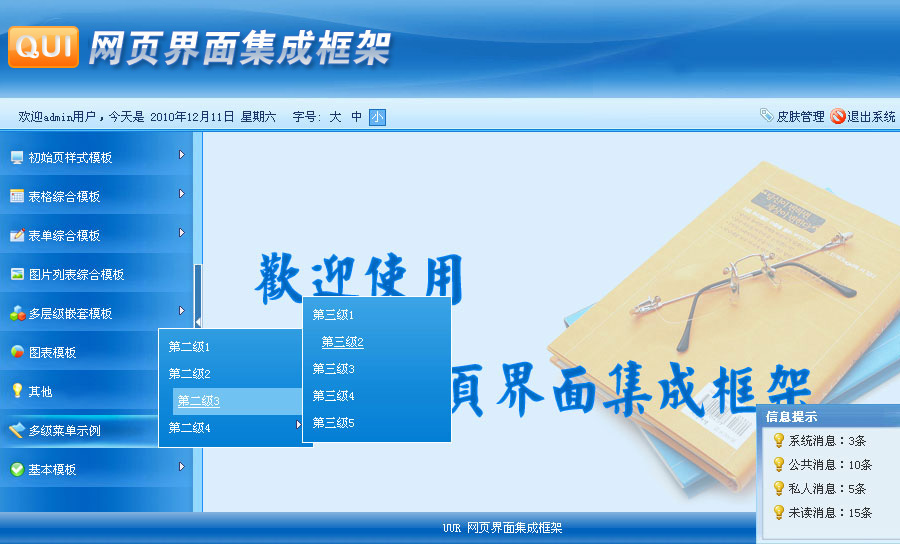 QUI 网页界面集成框架
欢迎admin用户，今天是 2010年12月11日 星期六 字号：大 中 小
皮肤管理 退出系统
初始页样式模板
表格综合模板
表单综合模板
图片列表综合模板
多层级嵌套模板
图表模板
其他
多级菜单示例
基本模板
第二级1
第二级2
第二级3
第二级4
第三级1
第三级2
第三级3
第三级4
第三级5
歡迎使用
頁界面集成框架
信息提示
系统消息：3条
公共消息：10条
私人消息：5条
未读消息：15条
UUR 网页界面集成框架